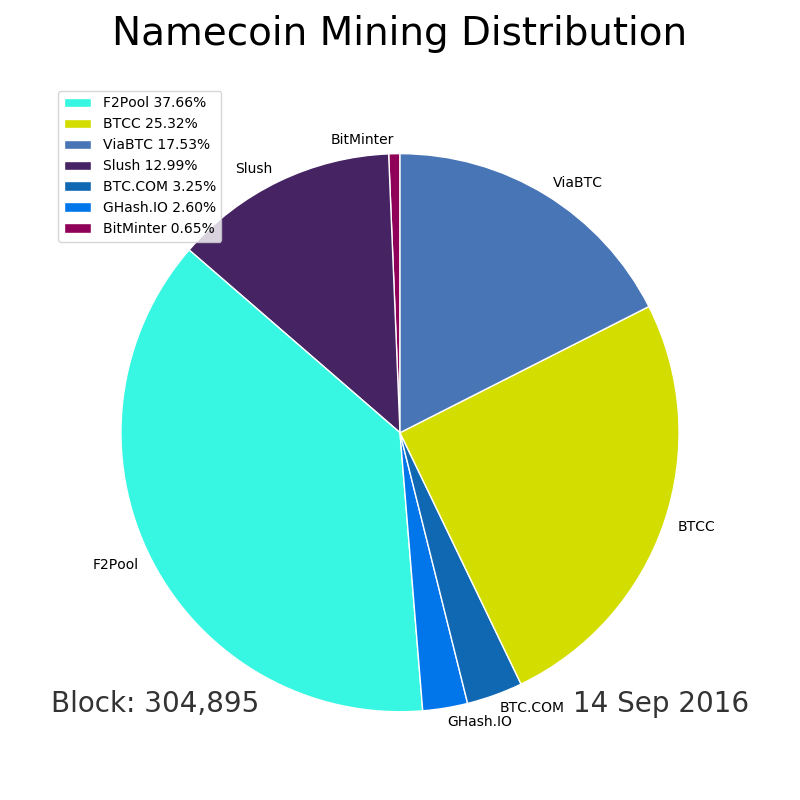 Namecoin Mining Distribution
F2Pool 37.66%
BTCC 25.32%
ViaBTC 17.53%
Slush 12.99%
BTC.COM 3.25%
GHash.IO 2.60%
BitMinter 0.65%
BitMinter
Slush
ViaBTC
BTCC
F2Pool
BTC.COM
GHash.IO
Block: 304,895
14 Sep 2016